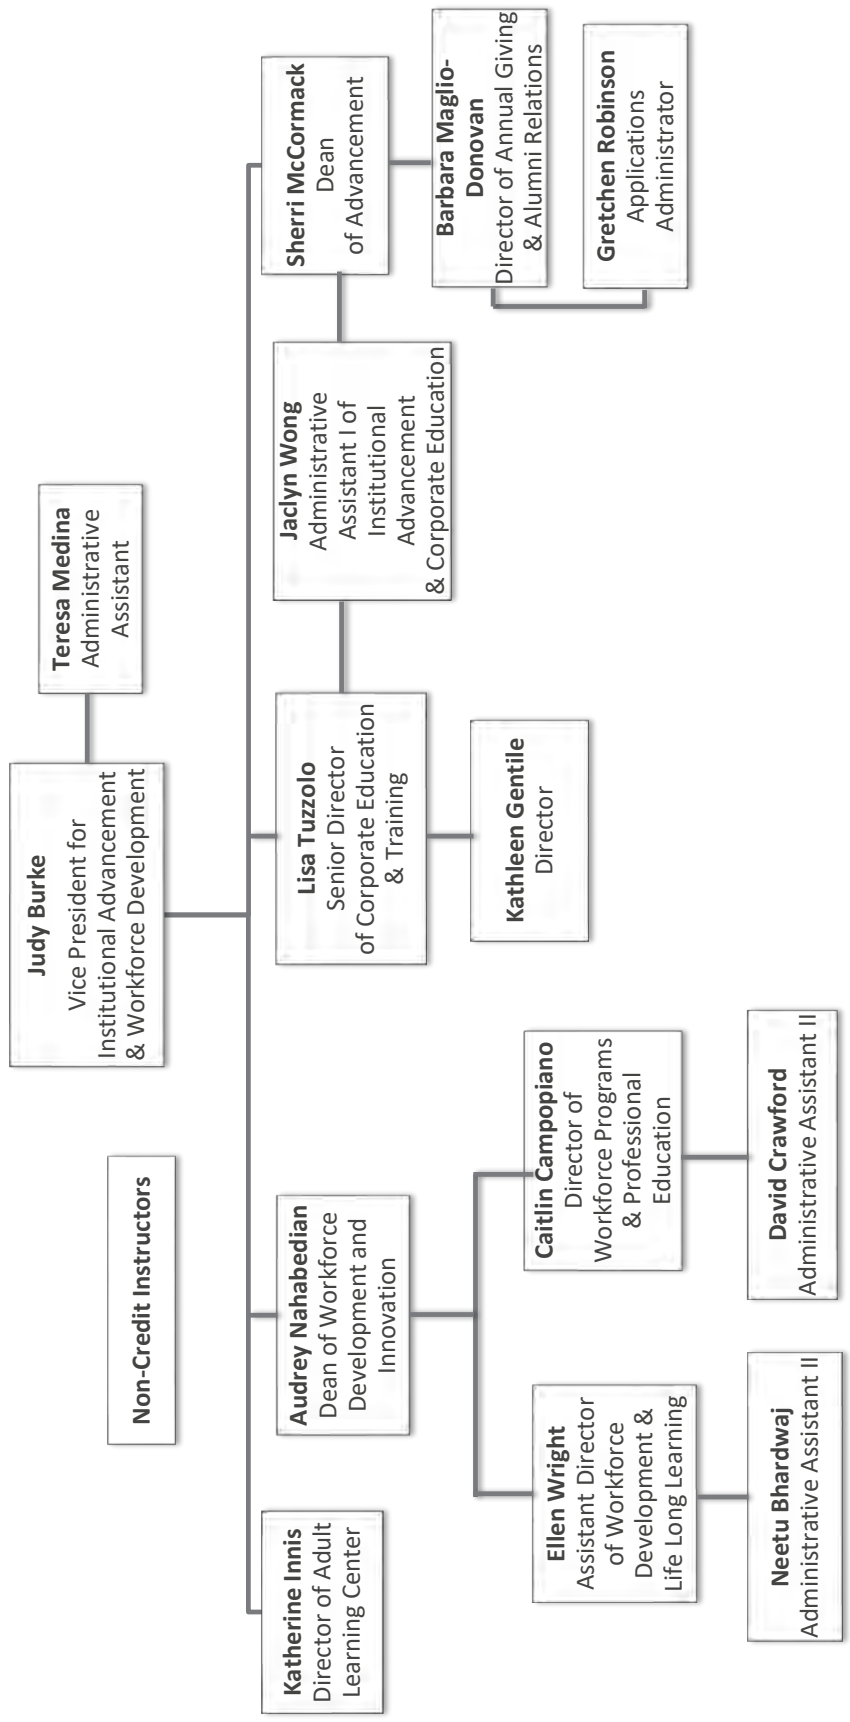 Judy Burke
Vice President for
Institutional Advancement
& Workforce Development
Teresa Medina
Administrative
Assistant
Non-Credit Instructors
Katherine Innis
Director of Adult
Learning Center
Audrey Nahabedian
Dean of Workforce
Development and
Innovation
Lisa Tuzzolo
Senior Director
of Corporate Education
& Training
Jaclyn Wong
Administrative
Assistant I of
Institutional
Advancement
& Corporate Education
Sherri McCormack
Dean
of Advancement
Ellen Wright
Assistant Director
of Workforce
Development &
Life Long Learning
Caitlin Campopiano
Director of
Workforce Programs
& Professional
Education
Kathleen Gentile
Director
Barbara Maglio-
Donovan
Director of Annual Giving
& Alumni Relations
Gretchen Robinson
Applications
Administrator
Neetu Bhardwaj
Administrative Assistant II
David Crawford
Administrative Assistant II